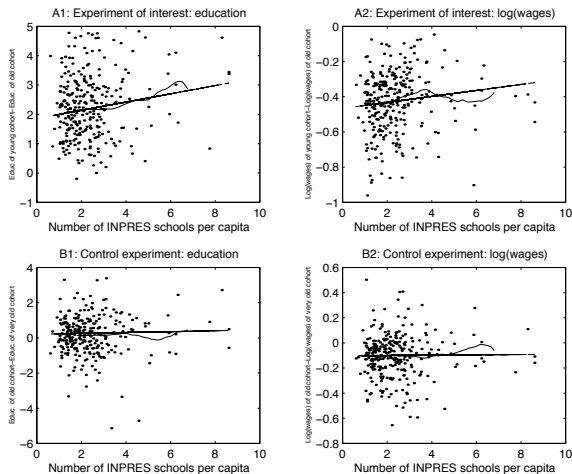 A1: Experiment of interest: education
5
4
3
2
1
0
−1
0 2 4 6 8 10
Educ.of young cohort−Educ. of old cohort
Number of INPRES schools per capita
A2: Experiment of interest: log(wages)
0
−0.2
−0.4
−0.6
−0.8
−1
0 2 4 6 8 10
Log(wages) of young cohort−Log(wages) of old cohort
Number of INPRES schools per capita
B1: Control experiment: education
4
2
0
−2
−4
−6
0 2 4 6 8 10
Educ. of old cohort−Educ. of very old cohort
Number of INPRES schools per capita
B2: Control experiment: log(wages)
0.6
0.4
0.2
0
−0.2
−0.4
−0.6
−0.8
0 2 4 6 8 10
Log(wages) of old cohort−Log(wages) of very old cohort
Number of INPRES schools per capita